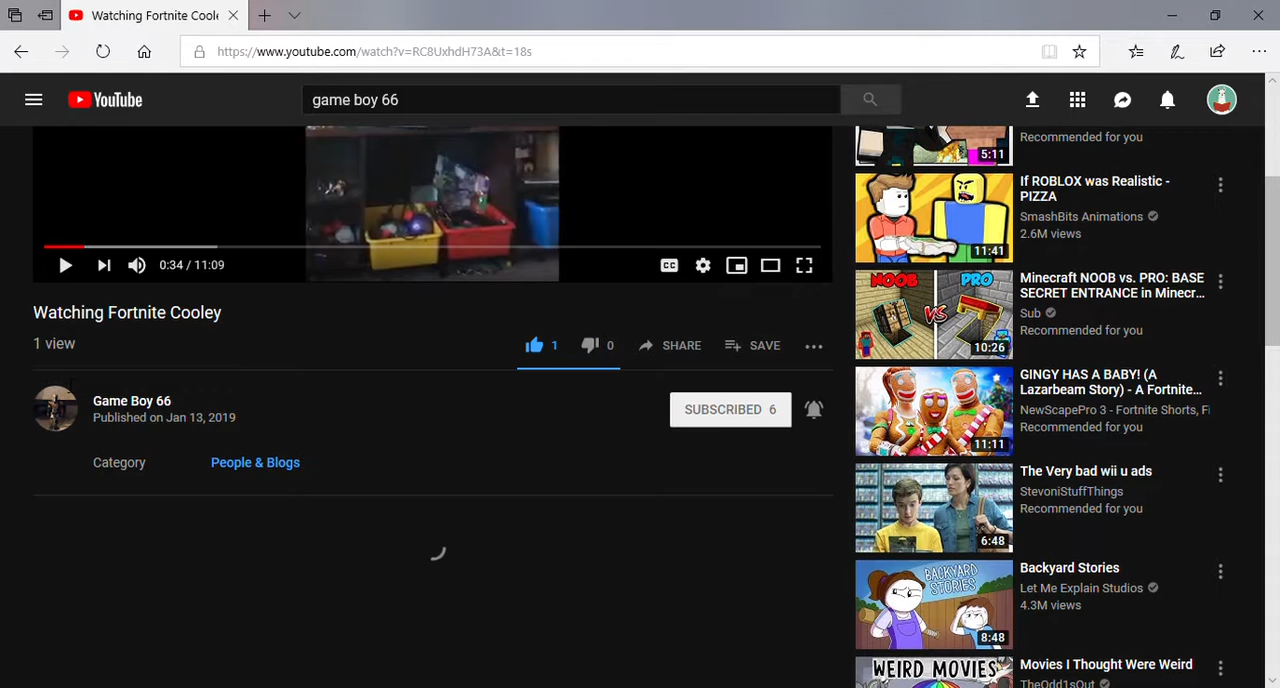 Watching Fortnite Coole
https://www.youtube.com/watch?v=RC8UxhdH73A&t=18s
YouTube
game boy 66
0:34 / 11:09
CC
Watching Fortnite Cooley
1 view
1
0
SHARE
SAVE
Game Boy 66
Published on Jan 13, 2019
SUBSCRIBED 6
Category
People & Blogs
5:11
Recommended for you
11:41
If ROBLOX was Realistic -
PIZZA
SmashBits Animations
2.6M views
NOOB
PRO
VS
10:26
Minecraft NOOB vs. PRO: BASE
SECRET ENTRANCE in Minecr...
Sub
Recommended for you
11:11
GINGY HAS A BABY! (A
Lazarbeam Story) - A Fortnite...
NewScapePro 3 - Fortnite Shorts, Fi
Recommended for you
6:48
The Very bad wii u ads
StevoniStuffThings
Recommended for you
BACKYARD
STORIES
8:48
Backyard Stories
Let Me Explain Studios
4.3M views
WEIRD MOVIES
Movies I Thought Were Weird
TheOdd1sOut